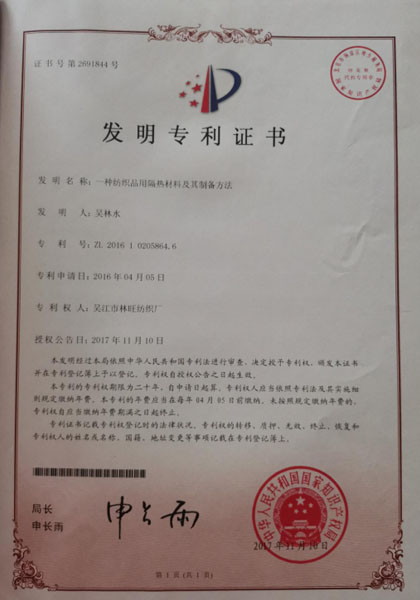 证书号第2691844号
发明专利证书
发 明 名 称：一种纺织品用隔热材料及其制备方法
发 明 人：吴林水
专 利 号：ZL 2016 1 0205864.6
专利申请日：2016年04月05日
专 利 权 人：吴江市林旺纺织厂
授权公告日：2017年11月10日
本发明经过本局依照中华人民共和国专利法进行审查，决定授予专利权，颁发本证书
并在专利登记簿上予以登记。专利权自授权公告之日起生效。
本专利的专利权期限为二十年，自申请日起算。专利权人应当依照专利法及其实施细
则规定缴纳年费。本专利的年费应当在每年04月05日前缴纳。未按照规定缴纳年费的，
专利权自应当缴纳年费期满之日起终止。
专利证书记载专利权登记时的法律状况。专利权的转移、质押、无效、终止、恢复和
专利权人的姓名或名称、国籍、地址变更等事项记载在专利登记簿上。
局长
申长雨
申长雨
中华人民共和国国家知识产权局
2017年11月10日
第1页（共1页）